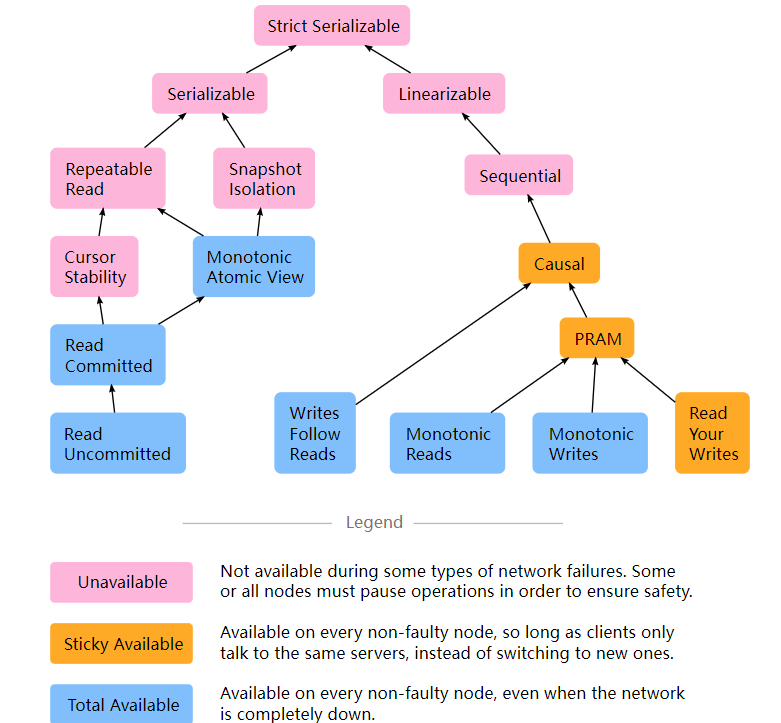 Strict Serializable
Serializable
Linearizable
Repeatable
Read
Snapshot
Isolation
Sequential
Cursor
Stability
Monotonic
Atomic View
Causal
Read
Committed
PRAM
Read
Uncommitted
Writes
Follow
Reads
Monotonic
Reads
Monotonic
Writes
Read
Your
Writes
Legend
Unavailable
Not available during some types of network failures. Some
or all nodes must pause operations in order to ensure safety.
Sticky Available
Available on every non-faulty node, so long as clients only
talk to the same servers, instead of switching to new ones.
Total Available
Available on every non-faulty node, even when the network
is completely down.